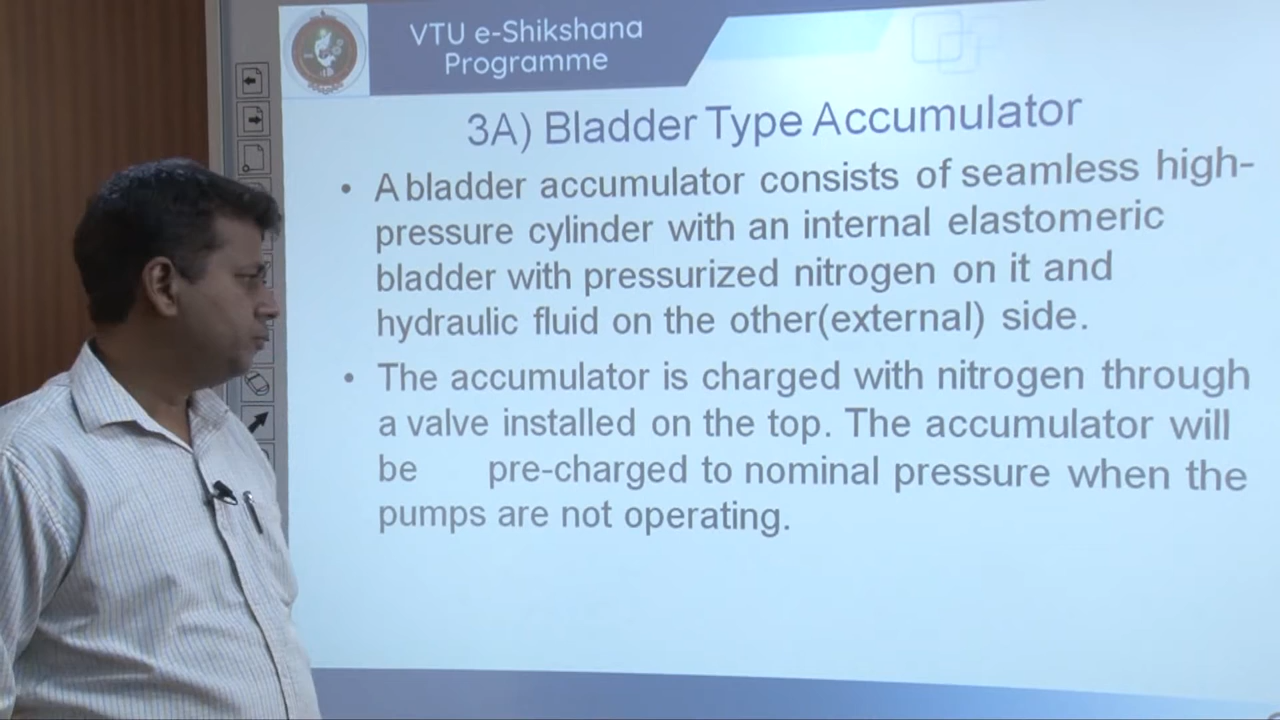 VTU e-Shikshana
Programme
3A) Bladder Type Accumulator
• A bladder accumulator consists of seamless high-
pressure cylinder with an internal elastomeric
bladder with pressurized nitrogen on it and
hydraulic fluid on the other(external) side.
• The accumulator is charged with nitrogen through
a valve installed on the top. The accumulator will
be pre-charged to nominal pressure when the
pumps are not operating.